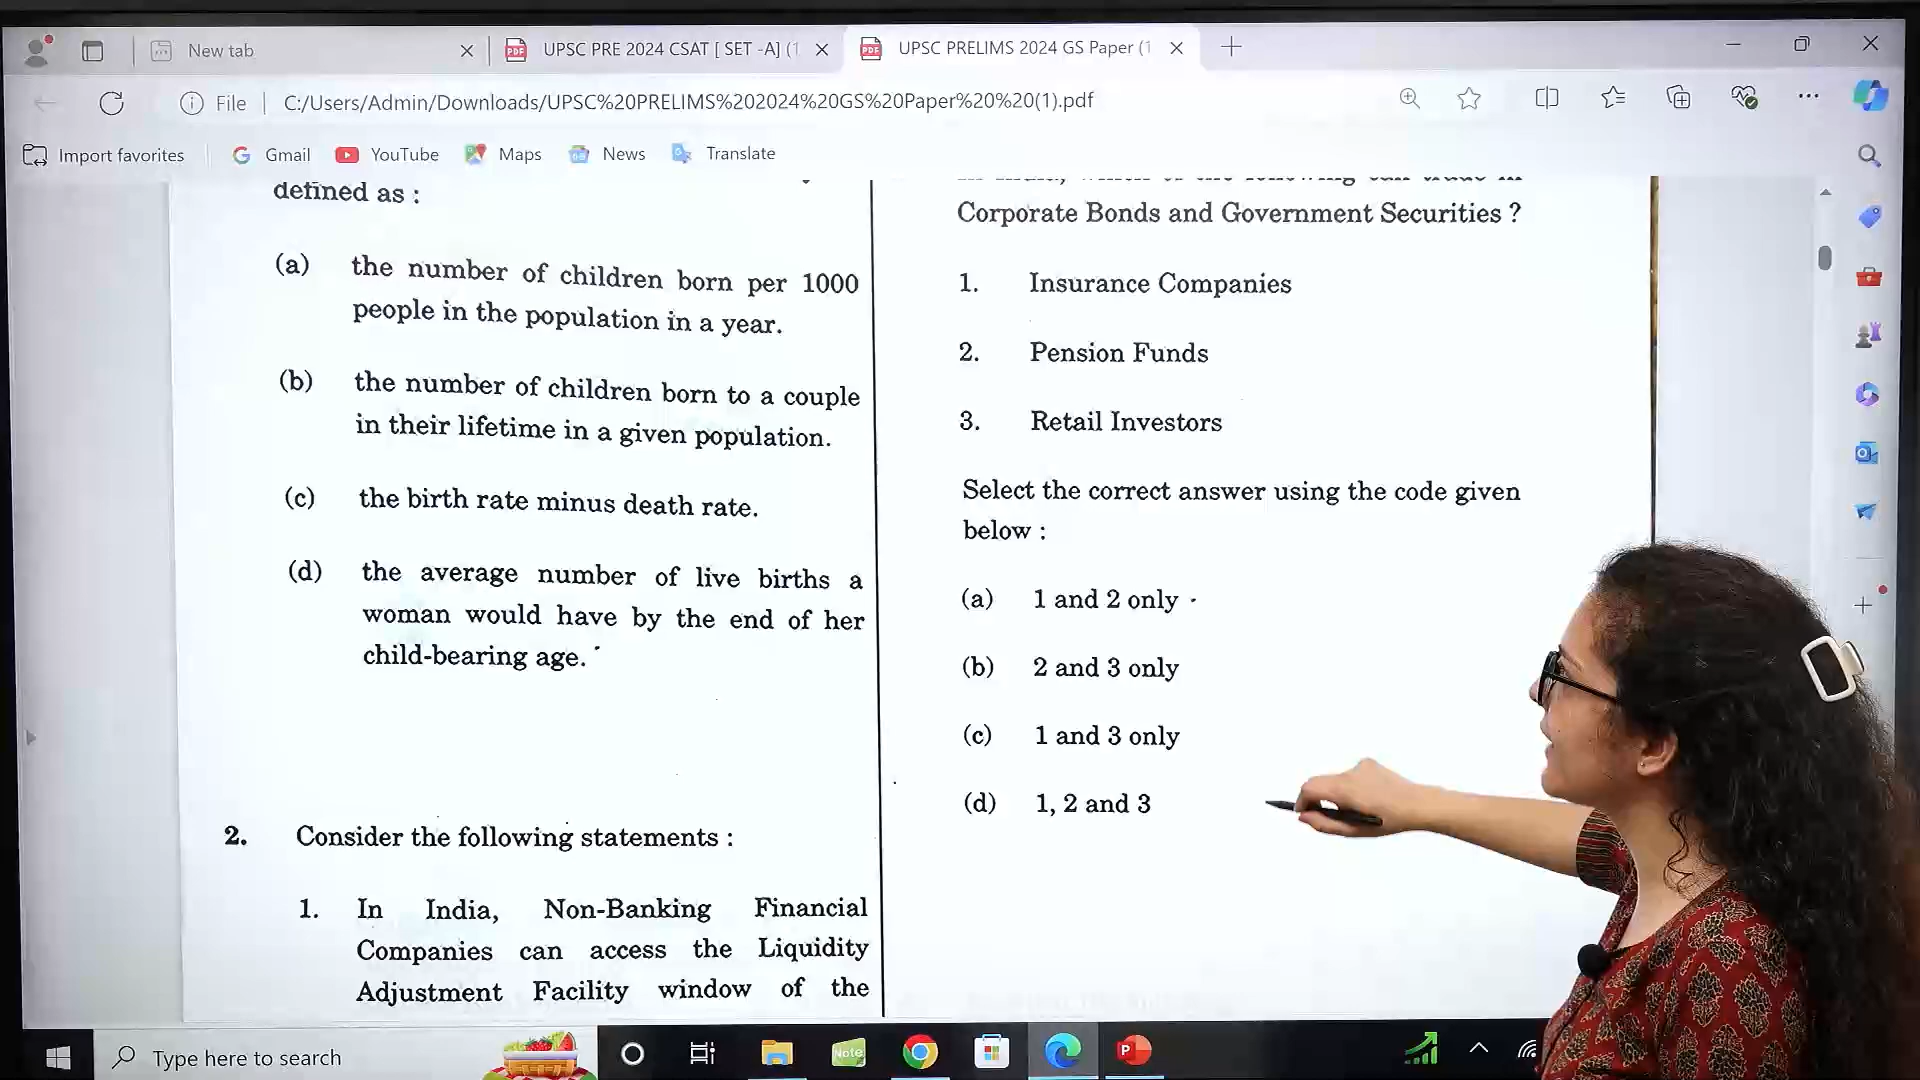 New tab
UPSC PRE 2024 CSAT [ SET -A] (1
UPSC PRELIMS 2024 GS Paper (1
File
C:/Users/Admin/Downloads/UPSC%20PRELIMS%202024%20GS%20Paper%20%20(1).pdf
Import favorites
Gmail
YouTube
Maps
News
Translate
defined as :
(a) the number of children born per 1000
people in the population in a year.
(b) the number of children born to a couple
in their lifetime in a given population.
(c) the birth rate minus death rate.
(d) the average number of live births a
woman would have by the end of her
child-bearing age.
2. Consider the following statements :
1. In India, Non-Banking Financial
Companies can access the Liquidity
Adjustment Facility window of the
Corporate Bonds and Government Securities ?
1. Insurance Companies
2. Pension Funds
3. Retail Investors
Select the correct answer using the code given
below :
(a) 1 and 2 only
(b) 2 and 3 only
(c) 1 and 3 only
(d) 1, 2 and 3
Type here to search
Note